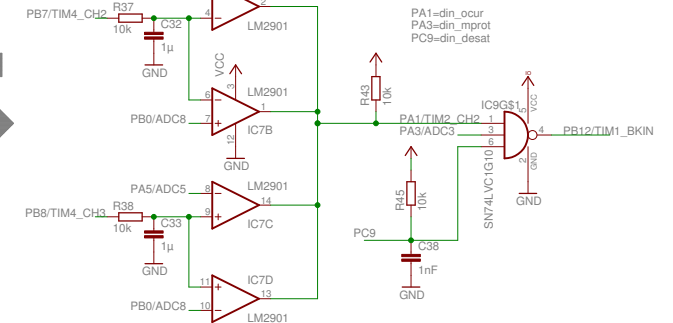 PA1=din_ocur
PA3=din_mprot
PC9=din_desat
R37
PB7/TIM4_CH2
10k
C32
1µ
GND
4
2
LM2901
VCC
3
LM2901
6
1
PB0/ADC8
7
IC7B
12
GND
R43
10k
IC9G$1
5
VCC
PA1/TIM2_CH2
1
PA3/ADC3
3
6
4
PB12/TIM1_BKIN
2
GND
GND
SN74LVC1G10
PA5/ADC5
8
LM2901
14
9
IC7C
R38
PB8/TIM4_CH3
10k
C33
1µ
GND
R45
10k
PC9
C38
1nF
GND
11
IC7D
13
PB0/ADC8
10
LM2901